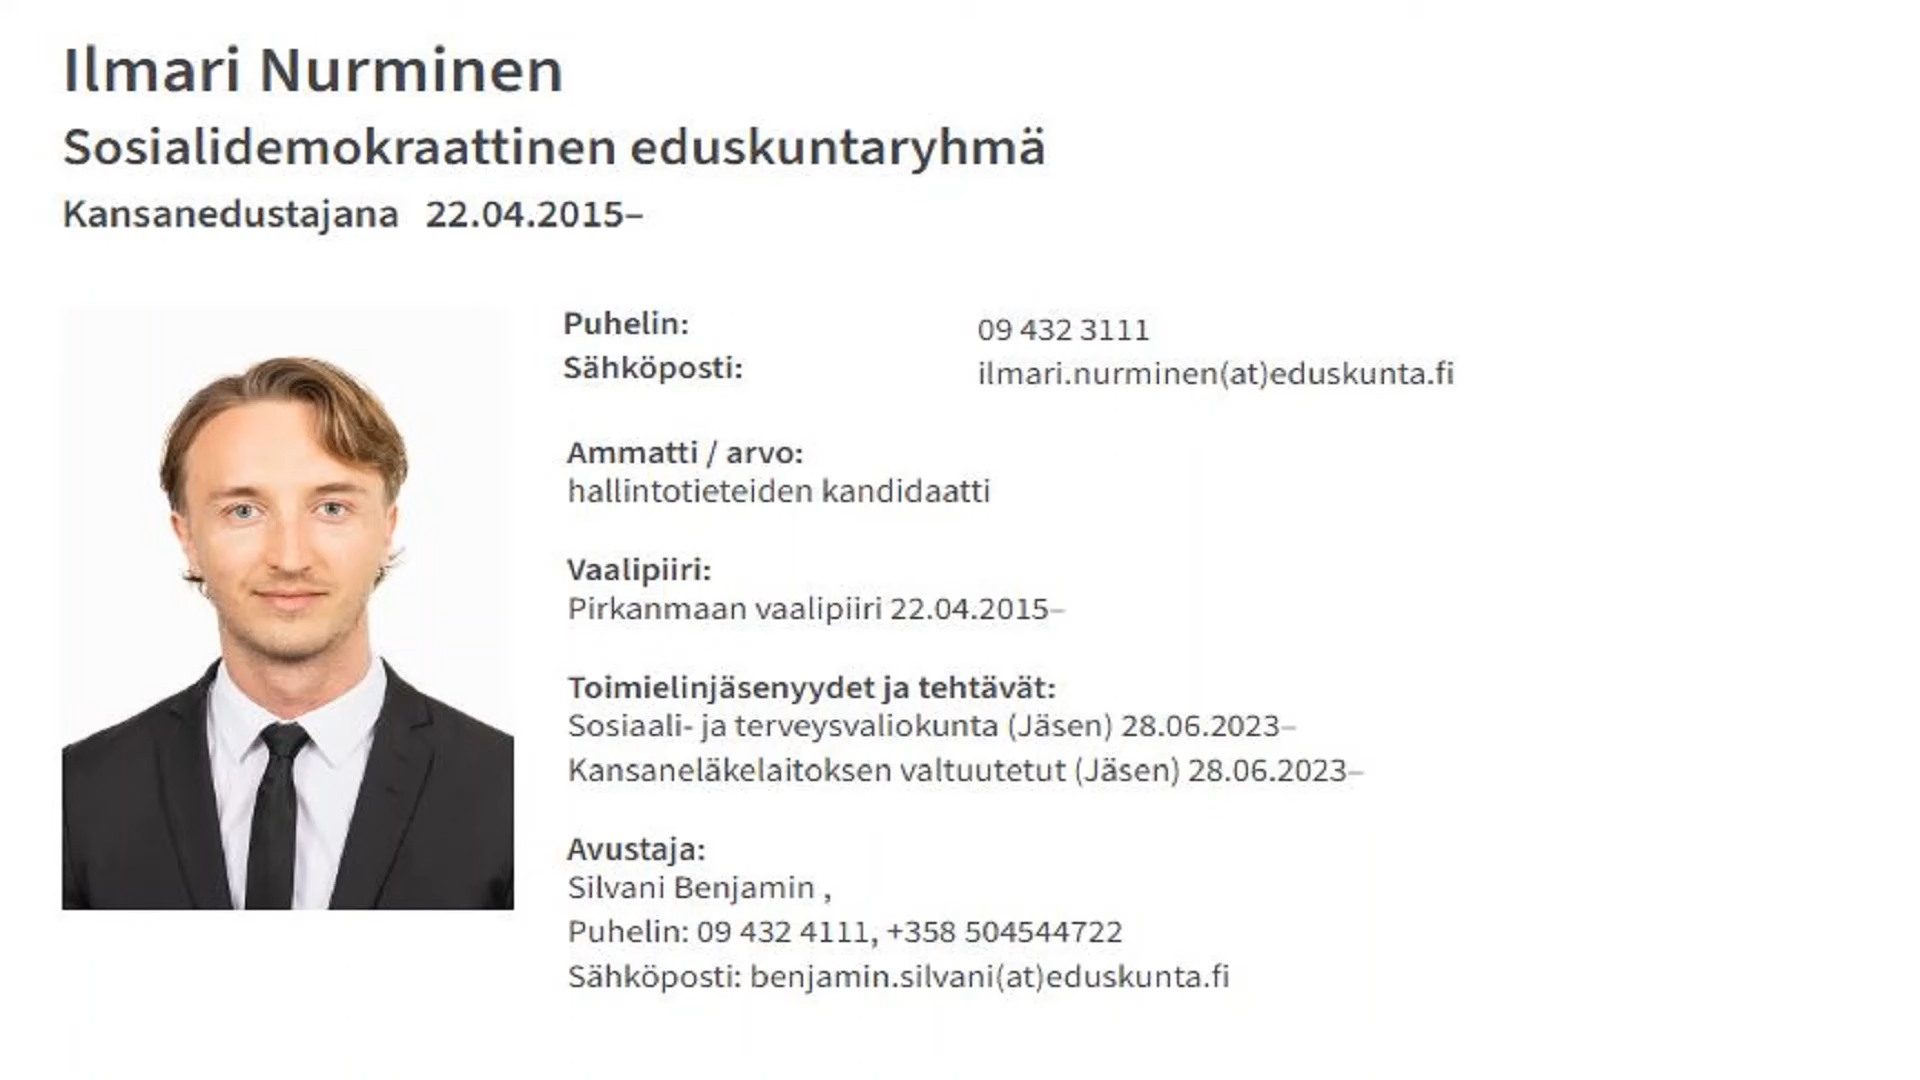 Ilmari Nurminen
Sosialidemokraattinen eduskuntaryhmä
Kansanedustajana 22.04.2015–
Puhelin: 09 432 3111
Sähköposti: ilmari.nurminen(at)eduskunta.fi
Ammatti / arvo:
hallintotieteiden kandidaatti
Vaalipiiri:
Pirkanmaan vaalipiiri 22.04.2015–
Toimielinjäsenyydet ja tehtävät:
Sosiaali- ja terveysvaliokunta (Jäsen) 28.06.2023–
Kansaneläkelaitoksen valtuutetut (Jäsen) 28.06.2023–
Avustaja:
Silvani Benjamin ,
Puhelin: 09 432 4111, +358 504544722
Sähköposti: benjamin.silvani(at)eduskunta.fi